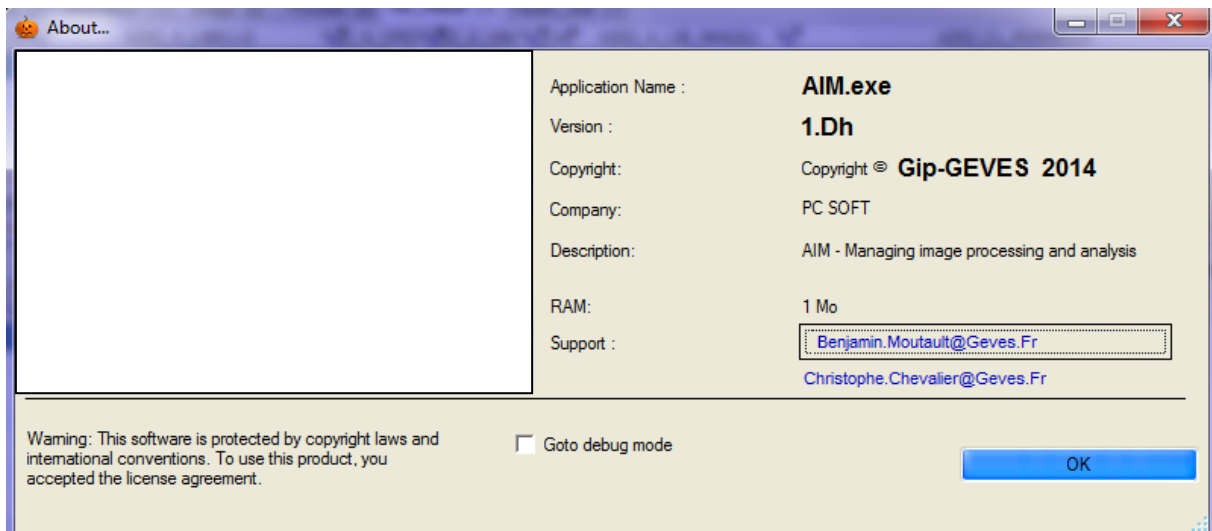 About...
Application Name : AIM.exe
Version : 1.Dh
Copyright: Copyright © Gip-GEVES 2014
Company: PC SOFT
Description: AIM - Managing image processing and analysis
RAM: 1 Mo
Support : Benjamin.Moutault@Geves.Fr
Christophe.Chevalier@Geves.Fr
Warning: This software is protected by copyright laws and
international conventions. To use this product, you
accepted the license agreement.
Goto debug mode
OK